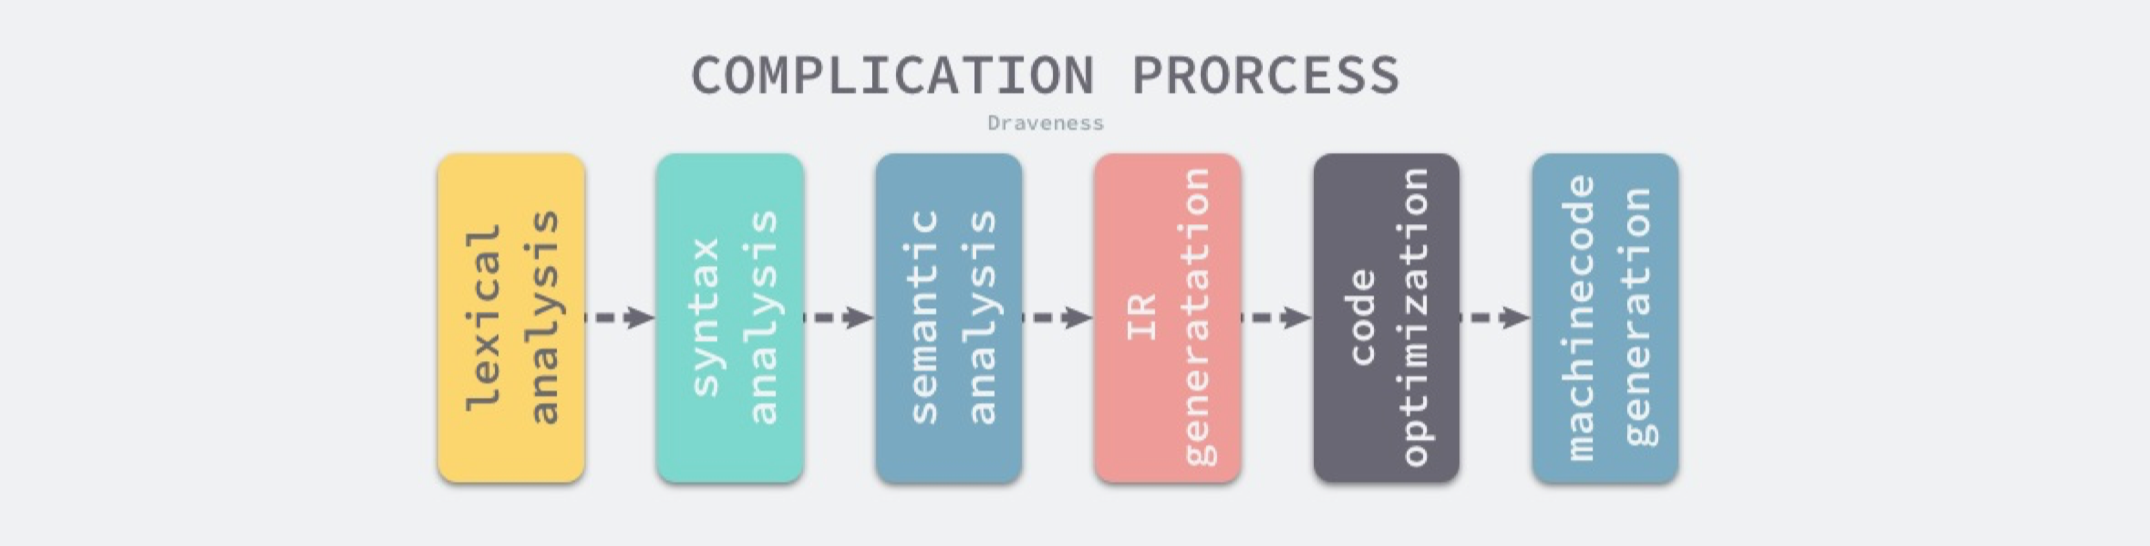 COMPLICATION PRORCESS
Draveness
lexical
analysis
syntax
analysis
semantic
analysis
IR
generatation
code
optimization
machinecode
generation